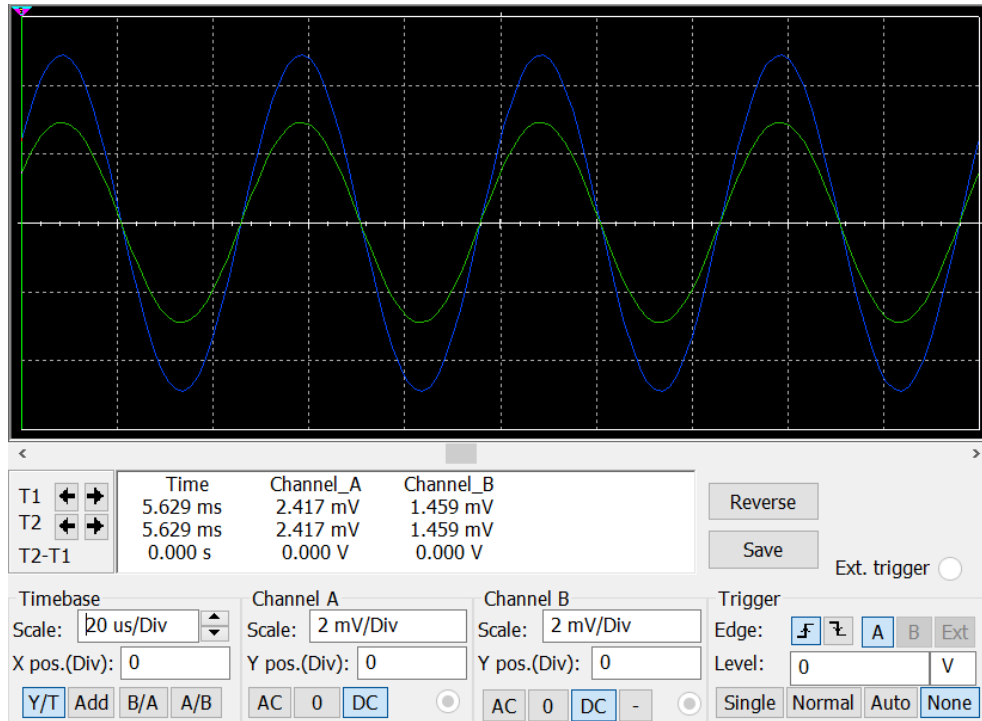 Time Channel_A Channel_B
T1 5.629 ms 2.417 mV 1.459 mV
T2 5.629 ms 2.417 mV 1.459 mV
T2-T1 0.000 s 0.000 V 0.000 V
Reverse
Save
Ext. trigger
Timebase
Scale: 20 us/Div
X pos.(Div): 0
Y/T Add B/A A/B
Channel A
Scale: 2 mV/Div
Y pos.(Div): 0
AC 0 DC
Channel B
Scale: 2 mV/Div
Y pos.(Div): 0
AC 0 DC -
Trigger
Edge: A B Ext
Level: 0 V
Single Normal Auto None